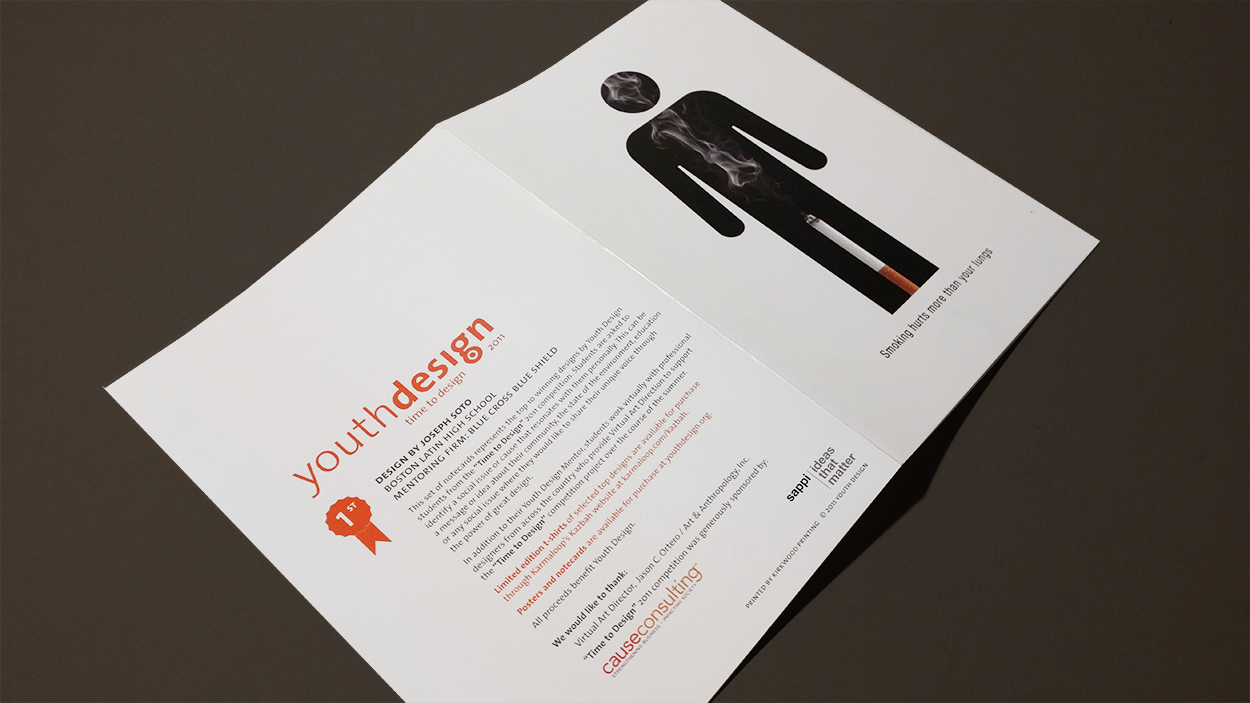 youthdesign
time to design 2011
1ST
DESIGN BY JOSEPH SOTO
BOSTON LATIN HIGH SCHOOL
MENTORING FIRM: BLUE CROSS BLUE SHIELD
This set of notecards represents the top 10 winning designs by Youth Design
students from the "Time to Design" 2011 competition. Students are asked to
identify a social issue or cause that resonates with them personally. This can be
a message or idea about their community, the state of the environment, education
or any social issue where they would like to share their unique voice through
the power of great design.
In addition to their Youth Design Mentor, students work virtually with professional
designers from across the country who provide Virtual Art Direction to support
the "Time to Design" competition project over the course of the summer.
Limited edition t-shirts of selected top designs are available for purchase
through Karmaloop's Kazbah website at karmaloop.com/kazbah.
Posters and notecards are available for purchase at youthdesign.org.
All proceeds benefit Youth Design.
We would like to thank:
Virtual Art Director, Jason C. Ortero / Art & Anthropology, Inc.
"Time to Design" 2011 competition was generously sponsored by:
causeconsulting
STRENGTHENING BUSINESS · IMPACTING SOCIETY
sappi
ideas
that
matter
PRINTED BY KIRKWOOD PRINTING © 2011 YOUTH DESIGN
Smoking hurts more than your lungs